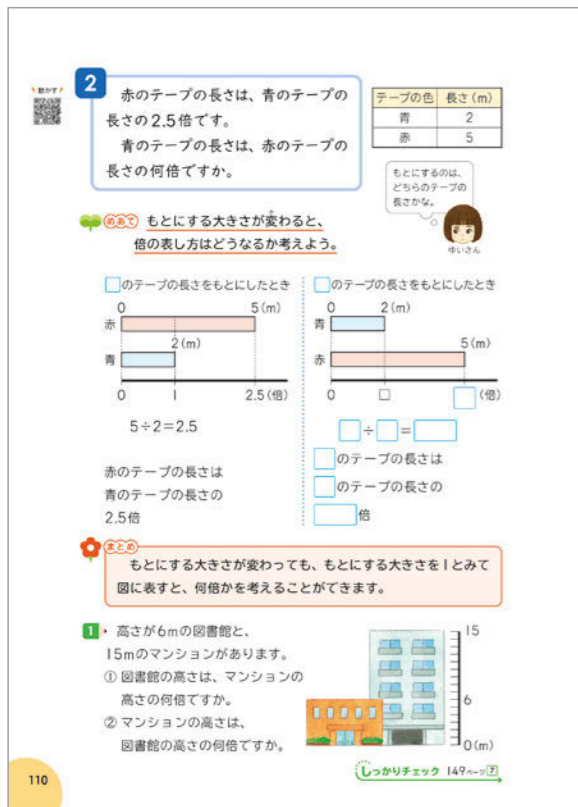 動かす
2
赤のテープの長さは、青のテープの
長さの2.5倍です。
青のテープの長さは、赤のテープの
長さの何倍ですか。
テープの色 長さ(m)
青 2
赤 5
もとにするのは、
どちらのテープの
長さかな。
ゆいさん
めあて もとにする大きさが変わると、
倍の表し方はどうなるか考えよう。
□のテープの長さをもとにしたとき
0 5(m)
赤
2(m)
青
0 1 2.5(倍)
5÷2=2.5
赤のテープの長さは
青のテープの長さの
2.5倍
□のテープの長さをもとにしたとき
0 2(m)
青
5(m)
赤
0 □ □(倍)
□÷□=□
□のテープの長さは
□のテープの長さの
□倍
まとめ
もとにする大きさが変わっても、もとにする大きさを1とみて
図に表すと、何倍かを考えることができます。
1 高さが6mの図書館と、
15mのマンションがあります。
① 図書館の高さは、マンションの
高さの何倍ですか。
② マンションの高さは、
図書館の高さの何倍ですか。
15
6
0(m)
しっかりチェック 149ページ7
110